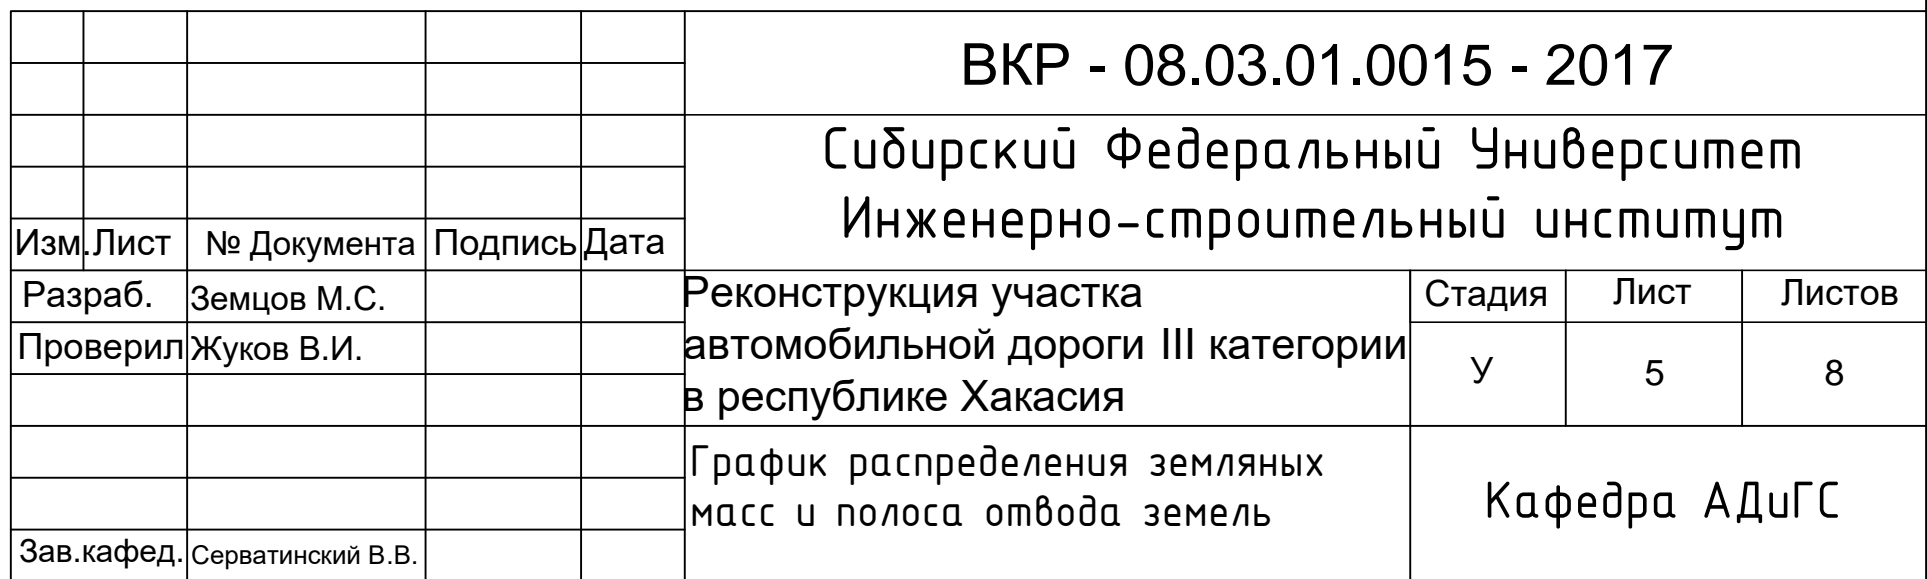 ВКР - 08.03.01.0015 - 2017
Сибирский Федеральный Университет
Инженерно-строительный институт
Изм. Лист № Документа Подпись Дата
Разраб. Земцов М.С.
Проверил Жуков В.И.
Реконструкция участка
автомобильной дороги III категории
в республике Хакасия
Стадия Лист Листов
У 5 8
График распределения земляных
масс и полоса отвода земель
Кафедра АДиГС
Зав.кафед. Серватинский В.В.